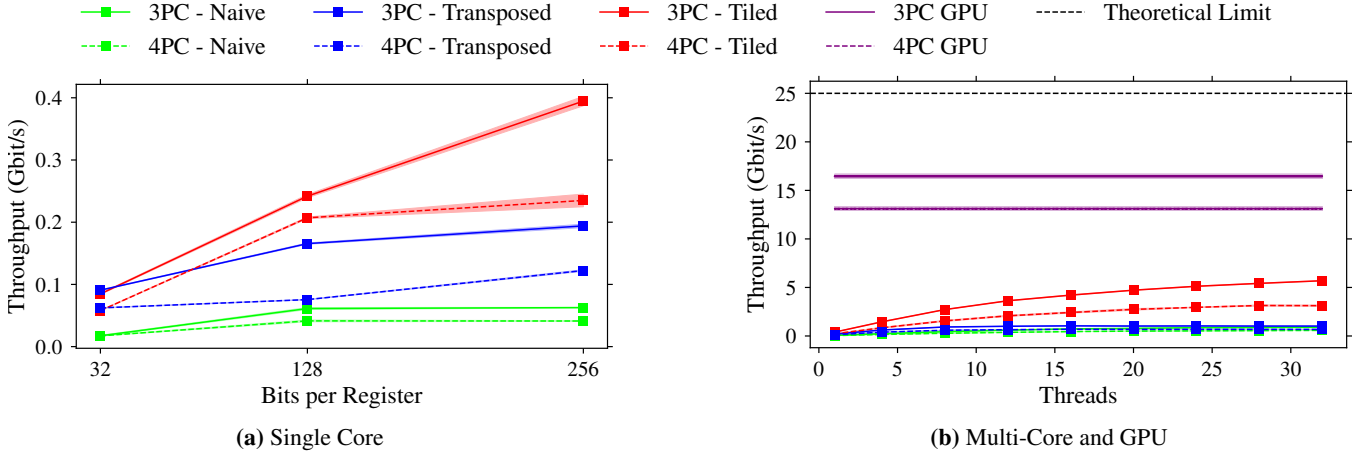 3PC - Naive 3PC - Transposed 3PC - Tiled 3PC GPU Theoretical Limit
4PC - Naive 4PC - Transposed 4PC - Tiled 4PC GPU
Throughput (Gbit/s)
0.4
0.3
0.2
0.1
0.0
32 128 256
Bits per Register
(a) Single Core
Throughput (Gbit/s)
25
20
15
10
5
0
0 5 10 15 20 25 30
Threads
(b) Multi-Core and GPU